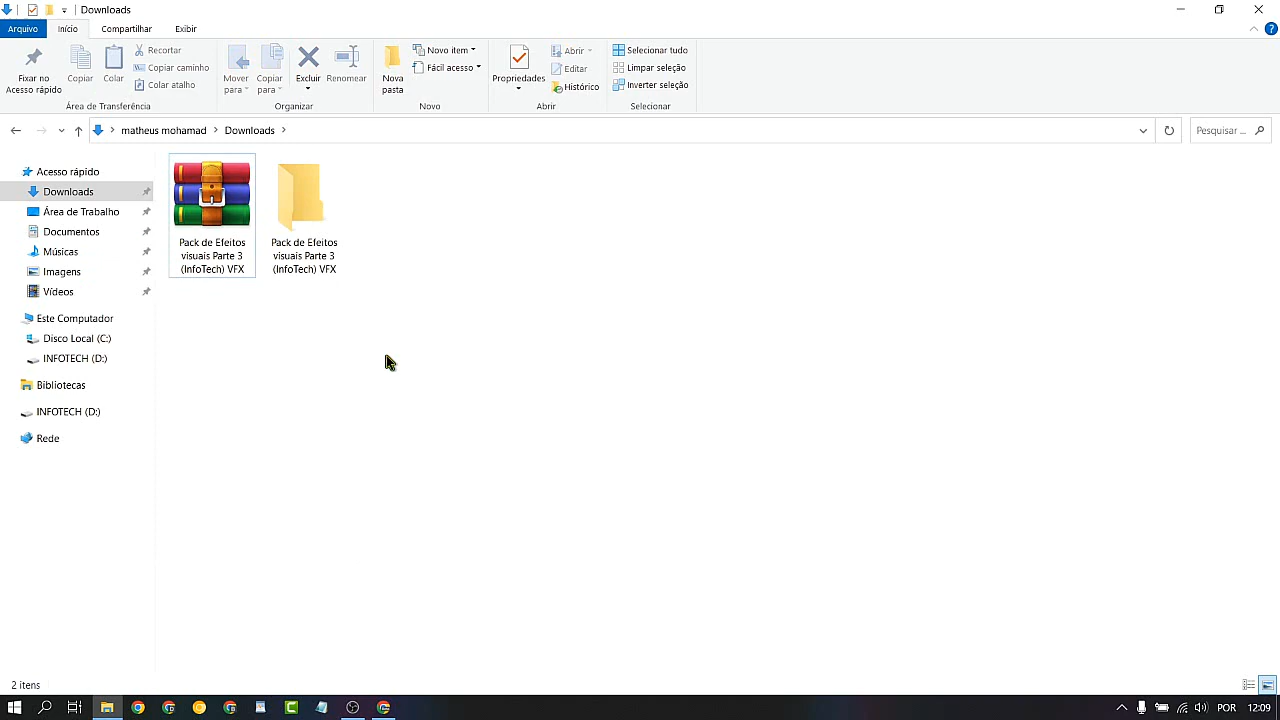 Downloads
Arquivo
Início
Compartilhar
Exibir
Fixar no
Acesso rápido
Copiar
Colar
Recortar
Copiar caminho
Colar atalho
Área de Transferência
Mover
para
Copiar
para
Excluir
Renomear
Organizar
Nova
pasta
Novo item
Fácil acesso
Novo
Propriedades
Abrir
Editar
Histórico
Abrir
Selecionar tudo
Limpar seleção
Inverter seleção
Selecionar
matheus mohamad > Downloads >
Pesquisar ...
Acesso rápido
Downloads
Área de Trabalho
Documentos
Músicas
Imagens
Vídeos
Este Computador
Disco Local (C:)
INFOTECH (D:)
Bibliotecas
INFOTECH (D:)
Rede
Pack de Efeitos
visuais Parte 3
(InfoTech) VFX
Pack de Efeitos
visuais Parte 3
(InfoTech) VFX
2 itens
POR
12:09